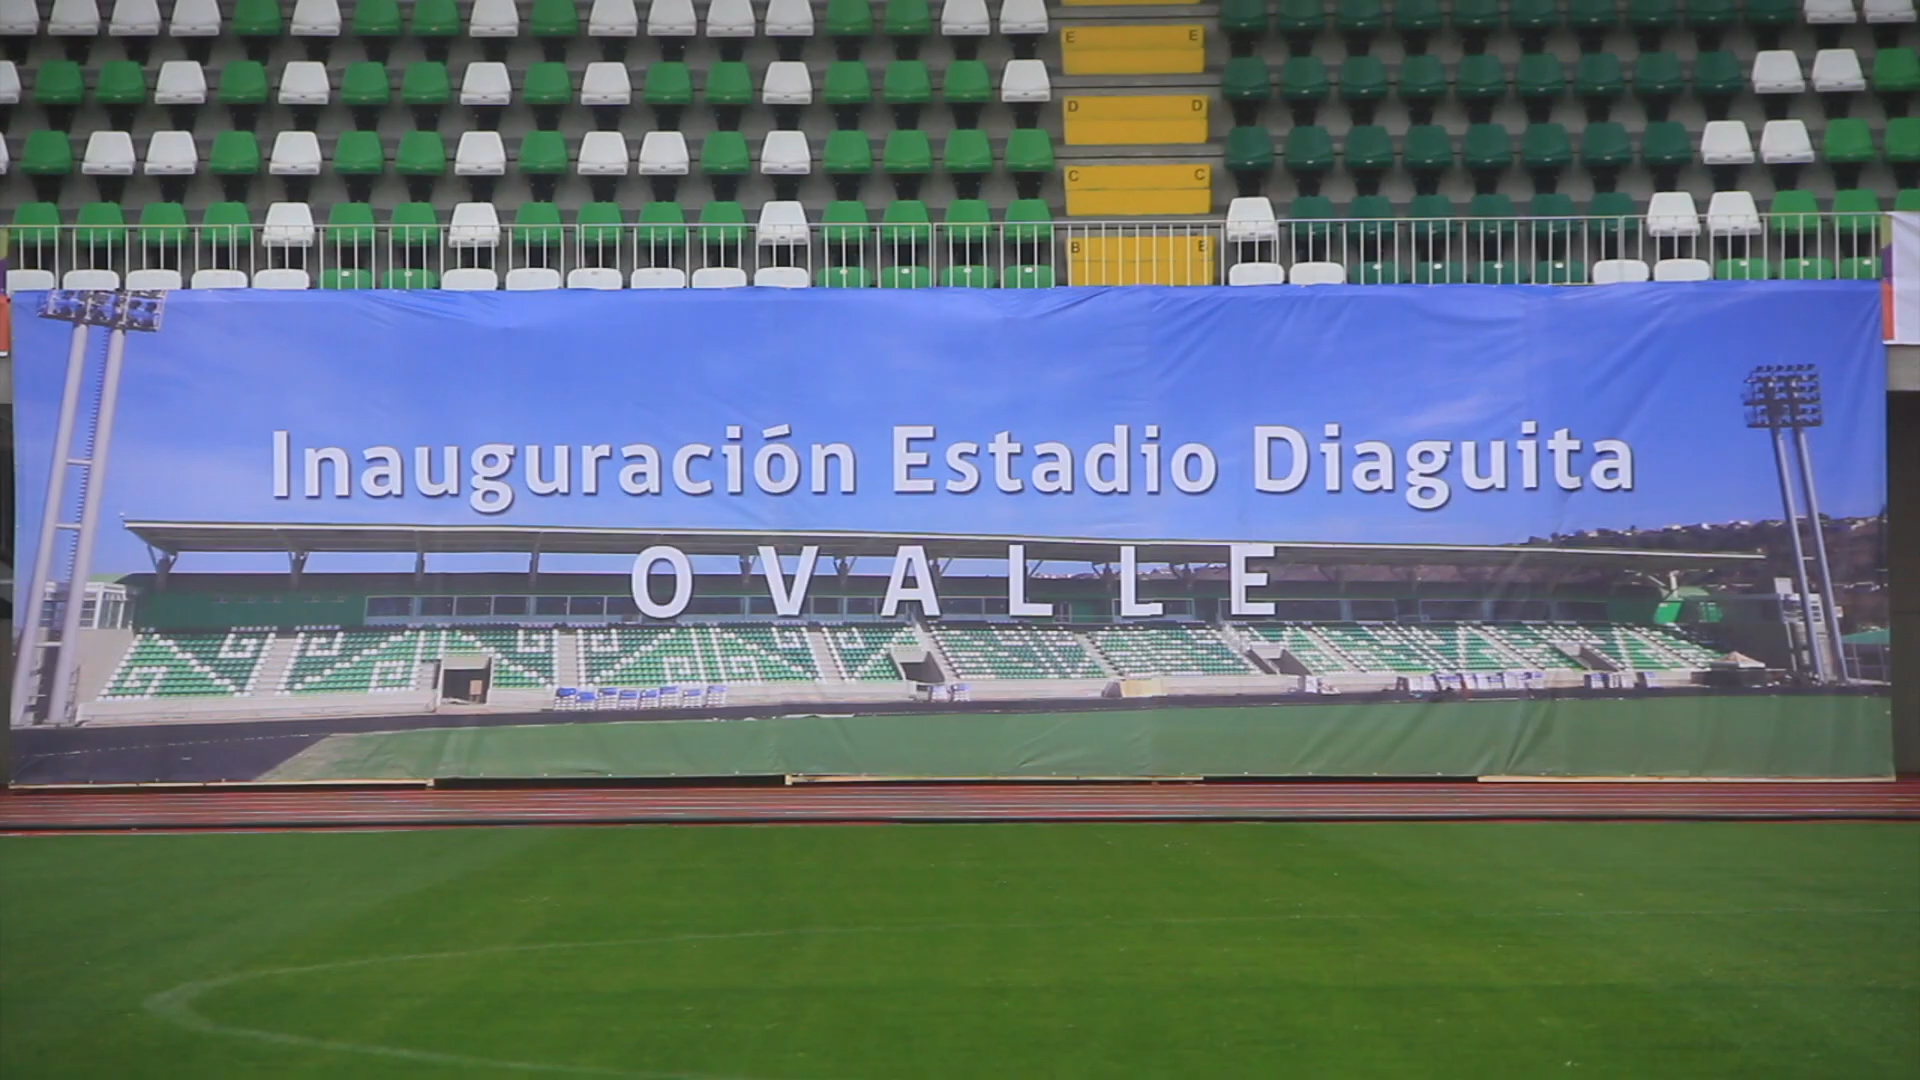 E E
D D
C C
B B
Inauguración Estadio Diaguita
OVALLE